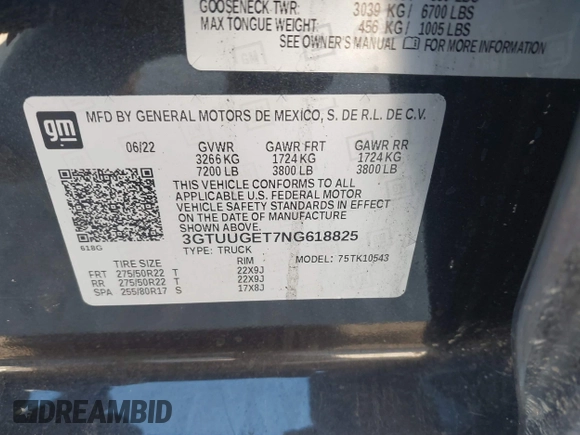 GOOSENECK TWR: 3039 KG/ 6700 LBS
MAX TONGUE WEIGHT: 456 KG/ 1005 LBS
SEE OWNER'S MANUAL FOR MORE INFORMATION
gm
MFD BY GENERAL MOTORS DE MEXICO, S. DE R.L. DE C.V.
06/22 GVWR GAWR FRT GAWR RR
3266 KG 1724 KG 1724 KG
7200 LB 3800 LB 3800 LB
THIS VEHICLE CONFORMS TO ALL
APPLICABLE U.S. FEDERAL MOTOR
VEHICLE SAFETY STANDARDS IN EFFECT
ON THE DATE OF MANUFACTURE SHOWN ABOVE.
618G
3GTUUGET7NG618825
TYPE: TRUCK MODEL: 75TK10543
TIRE SIZE RIM
FRT 275/50R22 T 22X9J
RR 275/50R22 T 22X9J
SPA 255/80R17 S 17X8J
DREAMBID